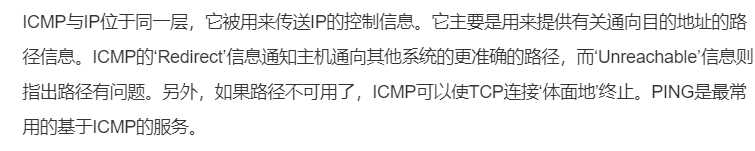 ICMP与IP位于同一层，它被用来传送IP的控制信息。它主要是用来提供有关通向目的地址的路
径信息。ICMP的‘Redirect’信息通知主机通向其他系统的更准确的路径，而‘Unreachable’信息则
指出路径有问题。另外，如果路径不可用了，ICMP可以使TCP连接‘体面地’终止。PING是最常
用的基于ICMP的服务。